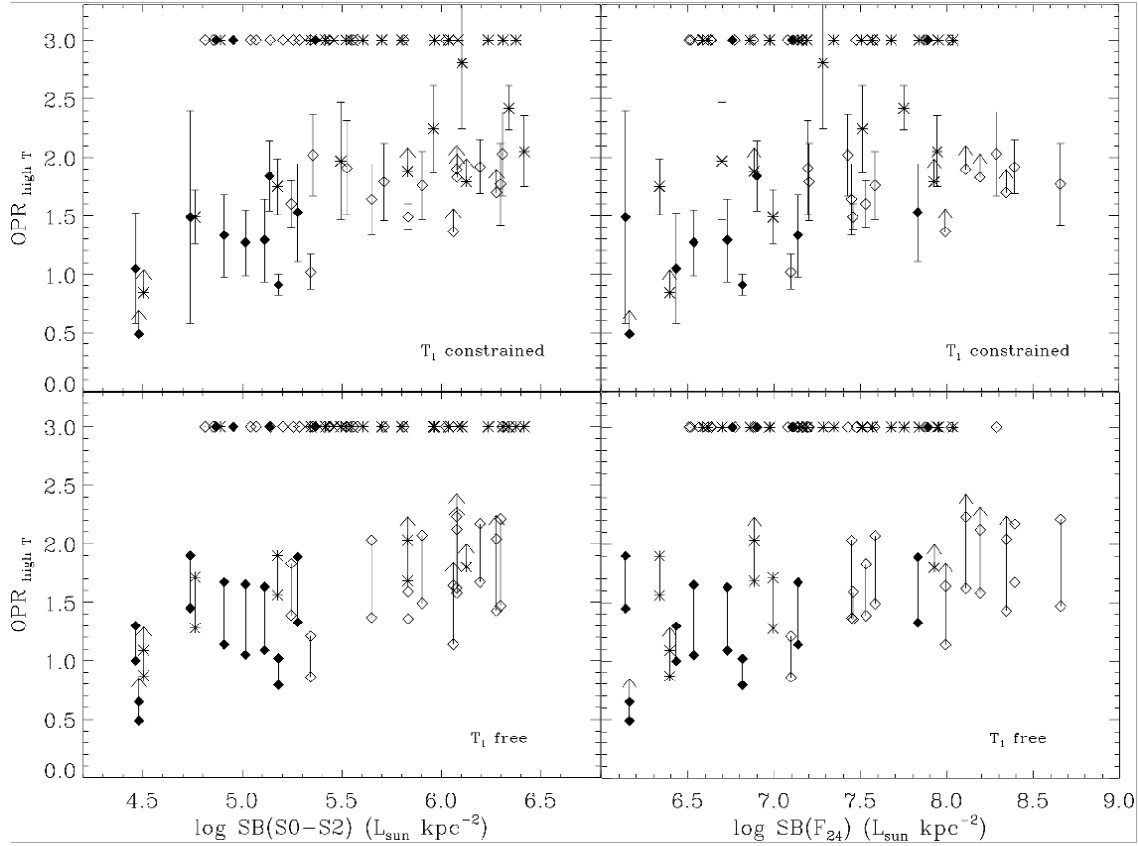 3.0
2.5
2.0
1.5
1.0
0.5
0.0
OPR high T
T1 constrained
T1 constrained
3.0
2.5
2.0
1.5
1.0
0.5
0.0
OPR high T
T1 free
T1 free
4.5 5.0 5.5 6.0 6.5
6.5 7.0 7.5 8.0 8.5 9.0
log SB(S0−S2) (Lsun kpc−2)
log SB(F24) (Lsun kpc−2)